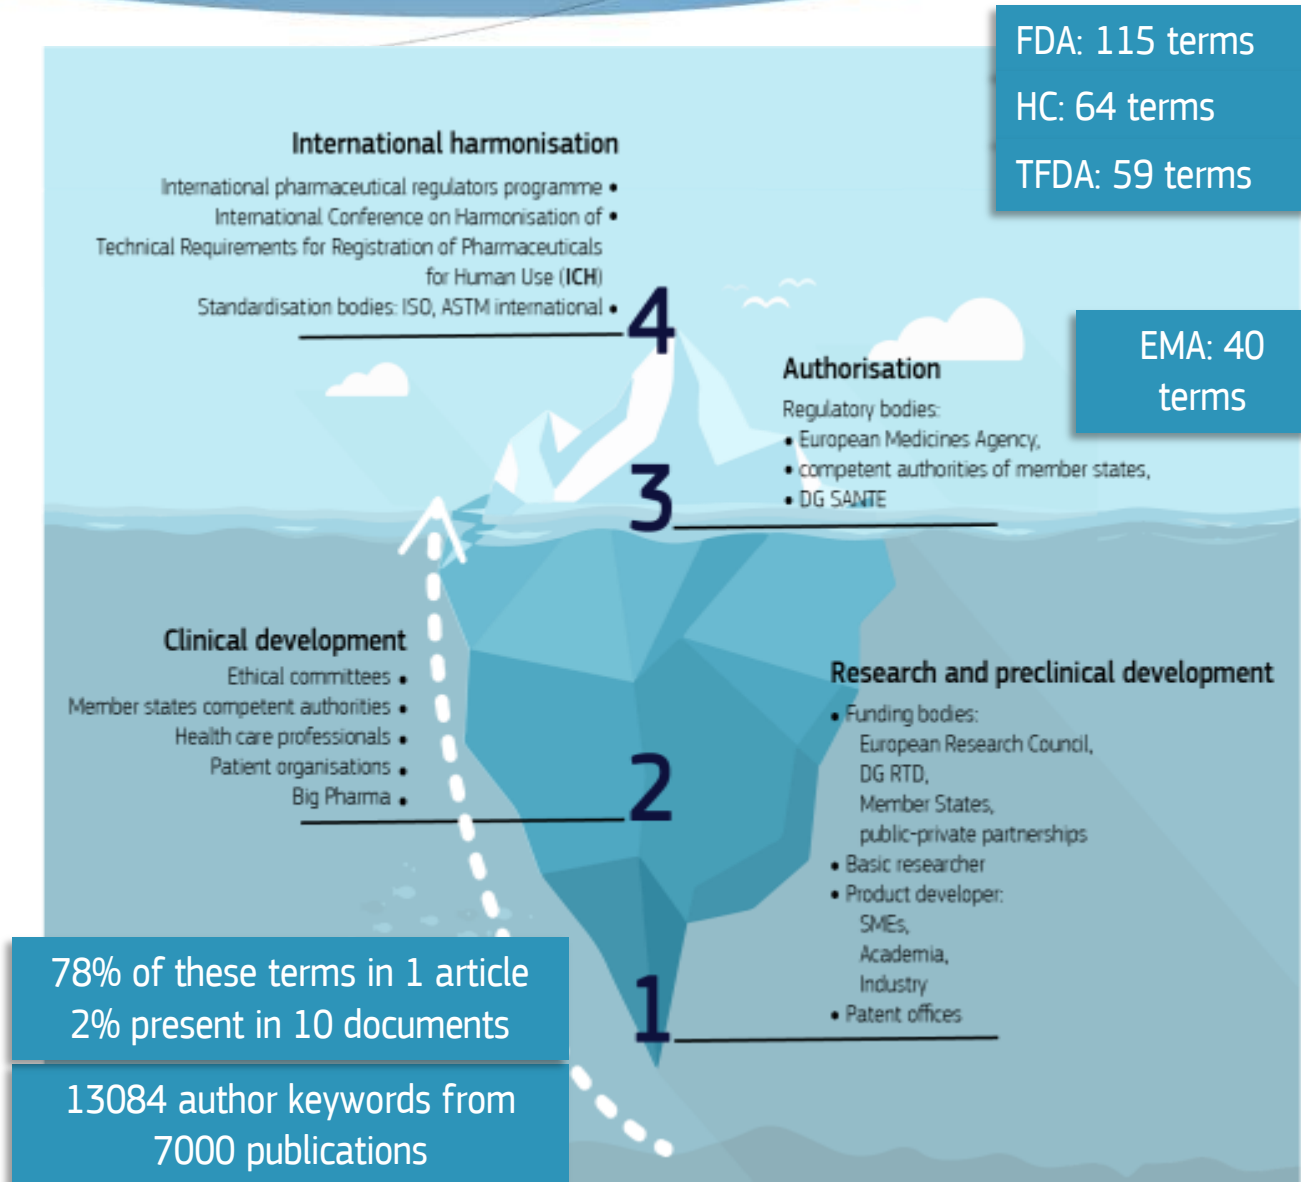 FDA: 115 terms
HC: 64 terms
TFDA: 59 terms
International harmonisation
International pharmaceutical regulators programme •
International Conference on Harmonisation of •
Technical Requirements for Registration of Pharmaceuticals
for Human Use (ICH)
Standardisation bodies: ISO, ASTM international •
4
EMA: 40
terms
Authorisation
Regulatory bodies:
• European Medicines Agency,
• competent authorities of member states,
• DG SANTE
3
Clinical development
Ethical committees •
Member states competent authorities •
Health care professionals •
Patient organisations •
Big Pharma •
2
Research and preclinical development
• Funding bodies:
European Research Council,
DG RTD,
Member States,
public-private partnerships
• Basic researcher
• Product developer:
SMEs,
Academia,
Industry
• Patent offices
1
78% of these terms in 1 article
2% present in 10 documents
13084 author keywords from
7000 publications